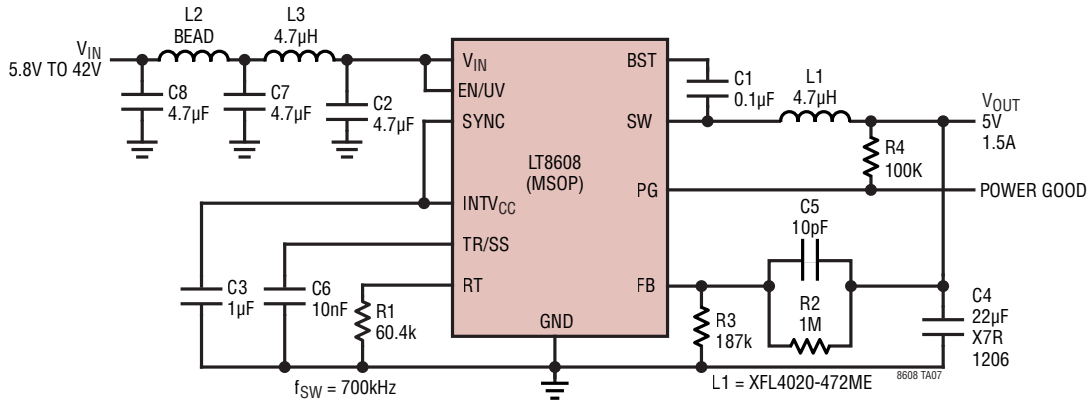 L2
BEAD
L3
4.7µH
VIN
5.8V TO 42V
C8
4.7µF
C7
4.7µF
C2
4.7µF
VIN
EN/UV
SYNC
INTVCC
TR/SS
RT
LT8608
(MSOP)
GND
BST
SW
PG
FB
C1
0.1µF
L1
4.7µH
VOUT
5V
1.5A
R4
100K
POWER GOOD
C5
10pF
R2
1M
R3
187k
C4
22µF
X7R
1206
C3
1µF
C6
10nF
R1
60.4k
fSW = 700kHz
L1 = XFL4020-472ME
8608 TA07